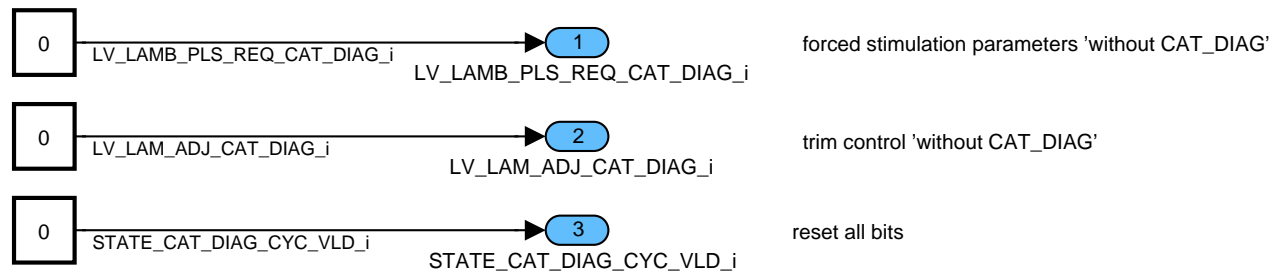 0
LV_LAMB_PLS_REQ_CAT_DIAG_i
1
LV_LAMB_PLS_REQ_CAT_DIAG_i
forced stimulation parameters 'without CAT_DIAG'
0
LV_LAM_ADJ_CAT_DIAG_i
2
LV_LAM_ADJ_CAT_DIAG_i
trim control 'without CAT_DIAG'
0
STATE_CAT_DIAG_CYC_VLD_i
3
STATE_CAT_DIAG_CYC_VLD_i
reset all bits